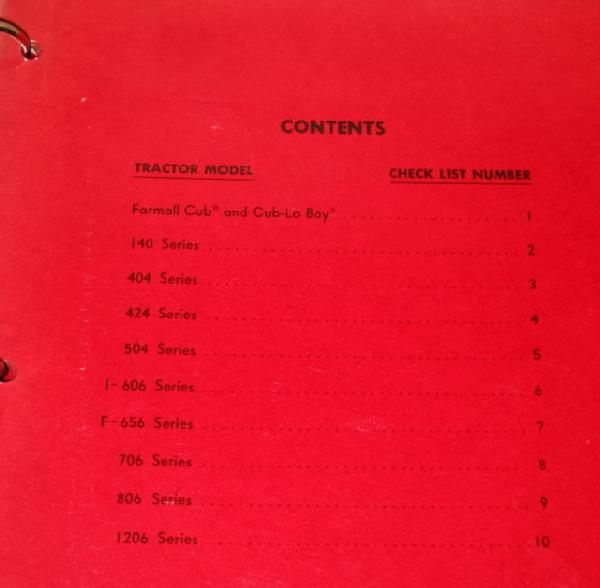 CONTENTS
TRACTOR MODEL CHECK LIST NUMBER
Farmall Cub® and Cub-Lo Boy® . . . . . . . . . . . . . . . . . . . . 1
140 Series . . . . . . . . . . . . . . . . . . . . . . . . . . . . . . . . . 2
404 Series . . . . . . . . . . . . . . . . . . . . . . . . . . . . . . . . . 3
424 Series . . . . . . . . . . . . . . . . . . . . . . . . . . . . . . . . . 4
504 Series . . . . . . . . . . . . . . . . . . . . . . . . . . . . . . . . . 5
I-606 Series . . . . . . . . . . . . . . . . . . . . . . . . . . . . . . . . . 6
F-656 Series . . . . . . . . . . . . . . . . . . . . . . . . . . . . . . . . . 7
706 Series . . . . . . . . . . . . . . . . . . . . . . . . . . . . . . . . . 8
806 Series . . . . . . . . . . . . . . . . . . . . . . . . . . . . . . . . . 9
1206 Series . . . . . . . . . . . . . . . . . . . . . . . . . . . . . . . . . 10